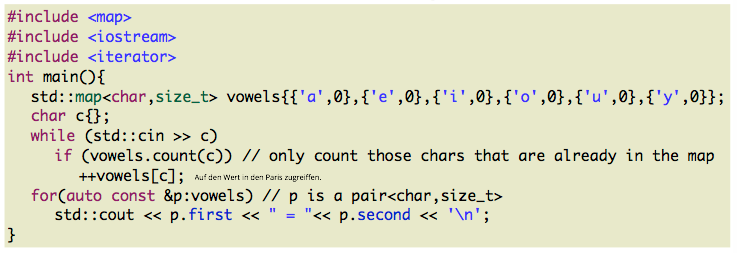 #include <map>
#include <iostream>
#include <iterator>
int main(){
std::map<char,size_t> vowels{{'a',0},{'e',0},{'i',0},{'o',0},{'u',0},{'y',0}};
char c{};
while (std::cin >> c)
if (vowels.count(c)) // only count those chars that are already in the map
++vowels[c]; Auf den Wert in den Paris zugreiffen.
for(auto const &p:vowels) // p is a pair<char,size_t>
std::cout << p.first << " = "<< p.second << '\n';
}